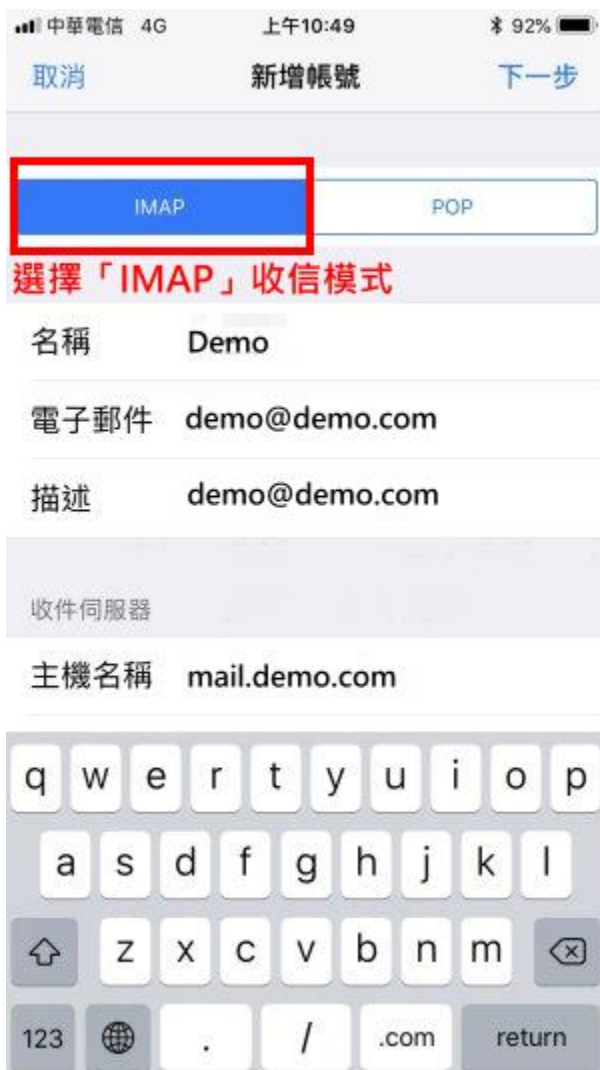 中華電信 4G 上午10:49 92%
取消 新增帳號 下一步
IMAP POP
選擇「IMAP」收信模式
名稱 Demo
電子郵件 demo@demo.com
描述 demo@demo.com
收件伺服器
主機名稱 mail.demo.com
q w e r t y u i o p
a s d f g h j k l
z x c v b n m
123 . / .com return